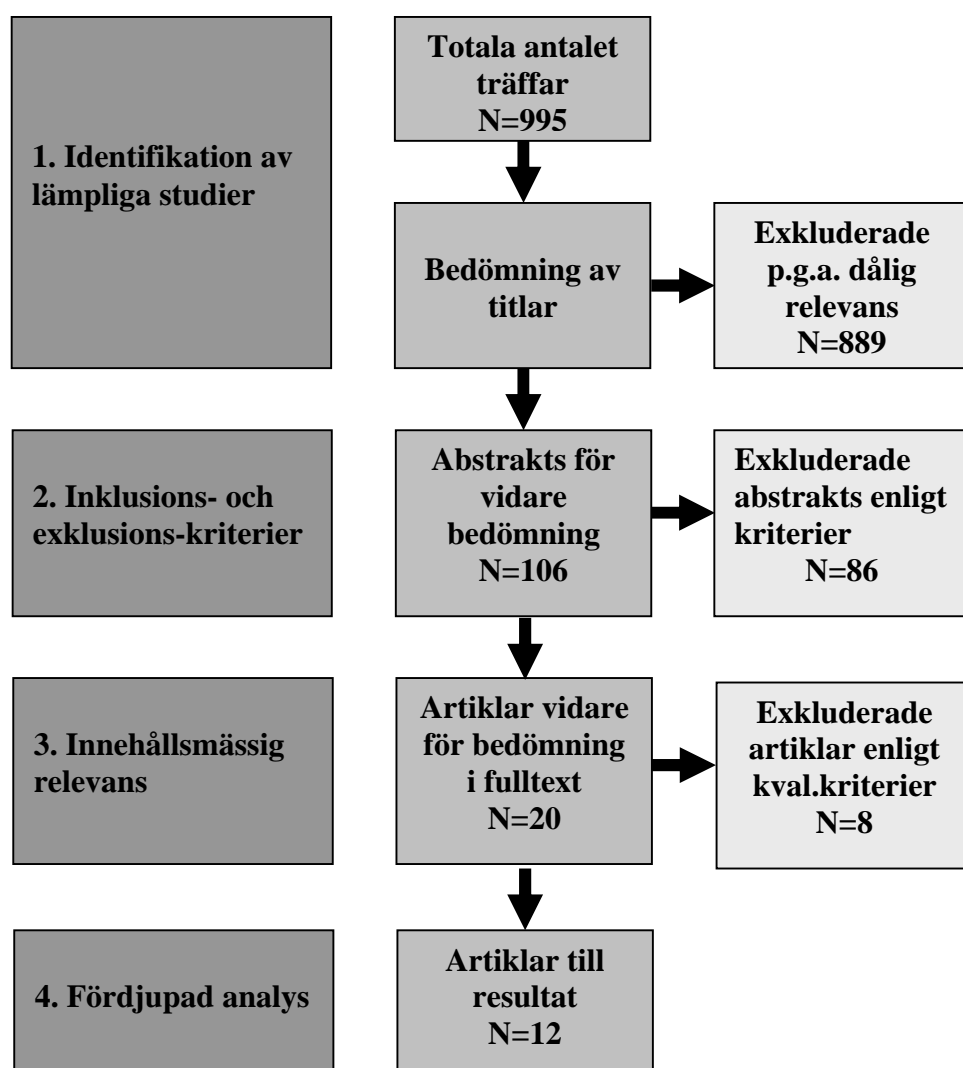 Totala antalet
träffar
N=995
1. Identifikation av
lämpliga studier
Bedömning av
titlar
Exkluderade
p.g.a. dålig
relevans
N=889
2. Inklusions- och
exklusions-kriterier
Abstrakts för
vidare
bedömning
N=106
Exkluderade
abstrakts enligt
kriterier
N=86
3. Innehållsmässig
relevans
Artiklar vidare
för bedömning
i fulltext
N=20
Exkluderade
artiklar enligt
kval.kriterier
N=8
4. Fördjupad analys
Artiklar till
resultat
N=12